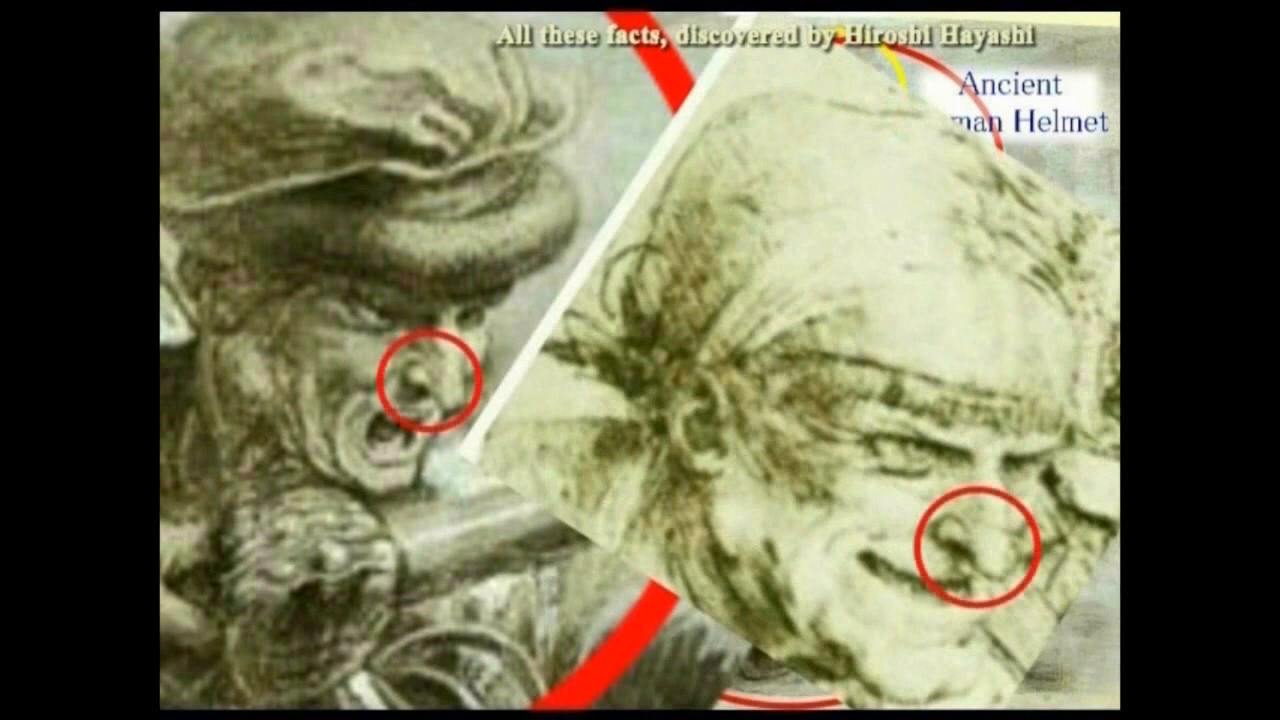 All these facts, discovered by Hiroshi Hayashi
Ancient
man Helmet